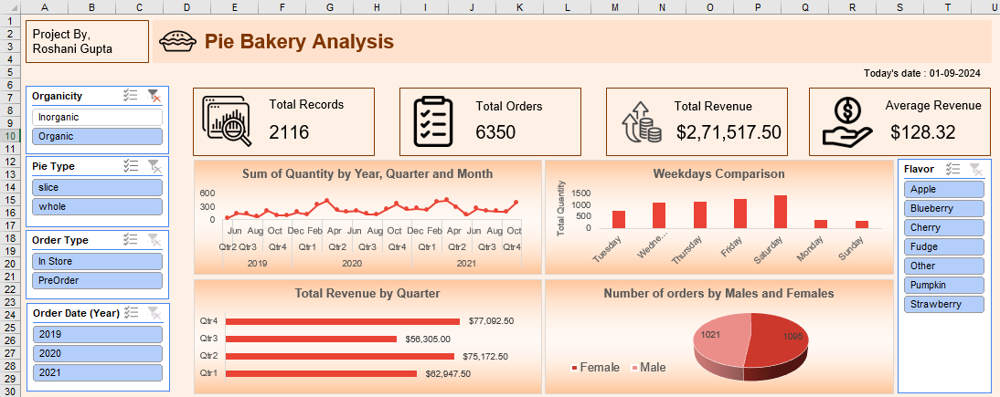 A B C D E F G H I J K L M N O P Q R S T U
1
2
3
4
5
6
7
8
9
10
11
12
13
14
15
16
17
18
19
20
21
22
23
24
25
26
27
28
29
30
Project By,
Roshani Gupta
Pie Bakery Analysis
Today's date : 01-09-2024
Organicity
Inorganic
Organic
Pie Type
slice
whole
Order Type
In Store
PreOrder
Order Date (Year)
2019
2020
2021
Total Records
2116
Total Orders
6350
Total Revenue
$2,71,517.50
Average Revenue
$128.32
Sum of Quantity by Year, Quarter and Month
600
300
0
Jun Aug Oct Dec Feb Apr Jun Aug Oct Dec Feb Apr Jun Aug Oct
Qtr2 Qtr3 Qtr4 Qtr1 Qtr2 Qtr3 Qtr4 Qtr1 Qtr2 Qtr3 Qtr4
2019 2020 2021
Weekdays Comparison
Total Quantity
1500
1000
500
0
Tuesday
Wedne...
Thursday
Friday
Saturday
Monday
Sunday
Total Revenue by Quarter
Qtr4 $77,092.50
Qtr3 $56,305.00
Qtr2 $75,172.50
Qtr1 $62,947.50
Number of orders by Males and Females
1021
1095
Female Male
Flavor
Apple
Blueberry
Cherry
Fudge
Other
Pumpkin
Strawberry